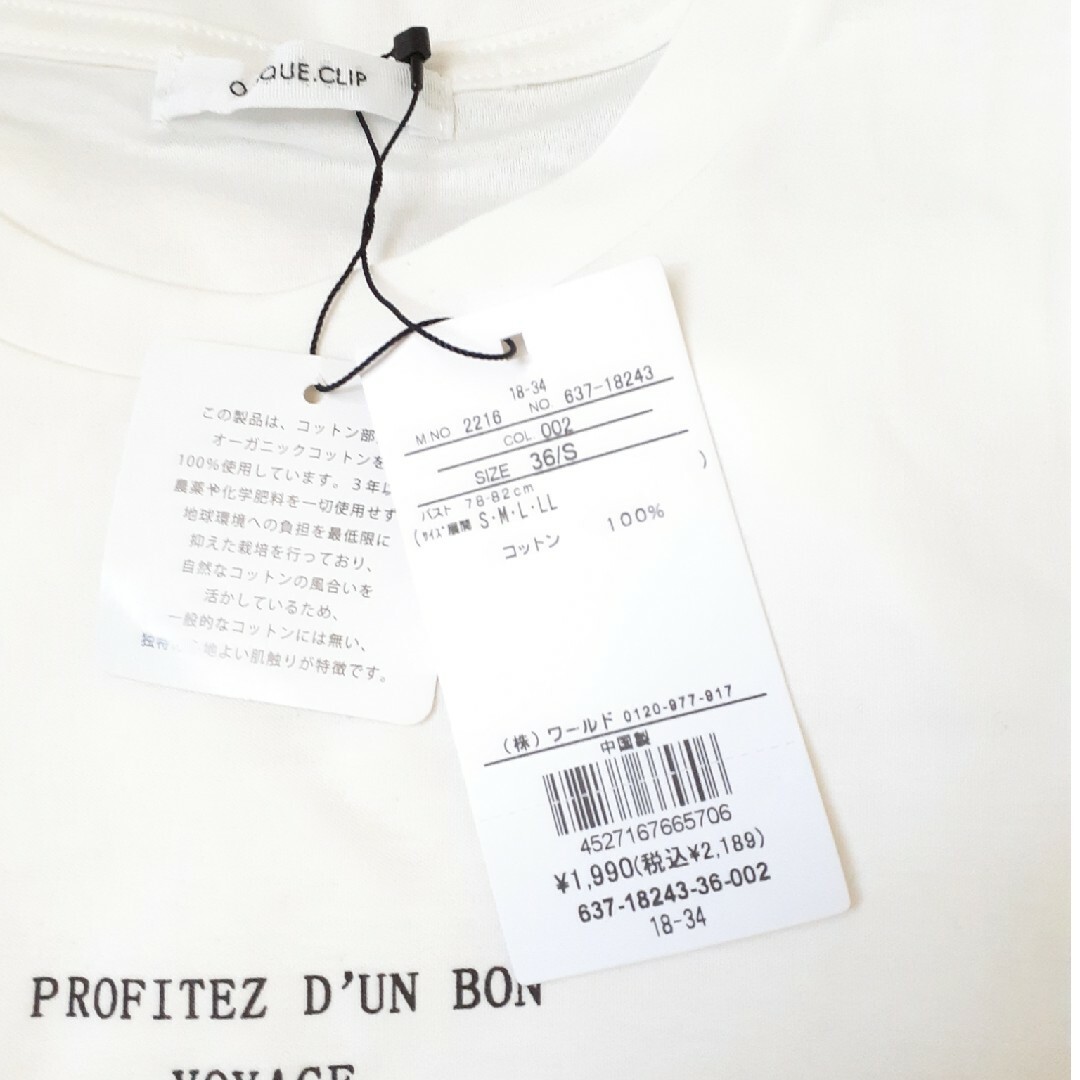 QUE.CLIP
この製品は、コットン部
オーガニックコットンを
100%使用しています。3年以
農薬や化学肥料を一切使用せず
地球環境への負担を最低限に
抑えた栽培を行っており、
自然なコットンの風合いを
活かしているため、
一般的なコットンには無い、
地よい肌触りが特徴です。
18-34
M NO 2216 NO 637-18243
COL 002
SIZE 36/S
バスト 78-82cm
(サイズ展開 S・M・L・LL )
コットン 100%
(株)ワールド 0120-977-917
中国製
4527167665706
¥1,990(税込¥2,189)
637-18243-36-002
18-34
PROFITEZ D'UN BON
VOYAGE